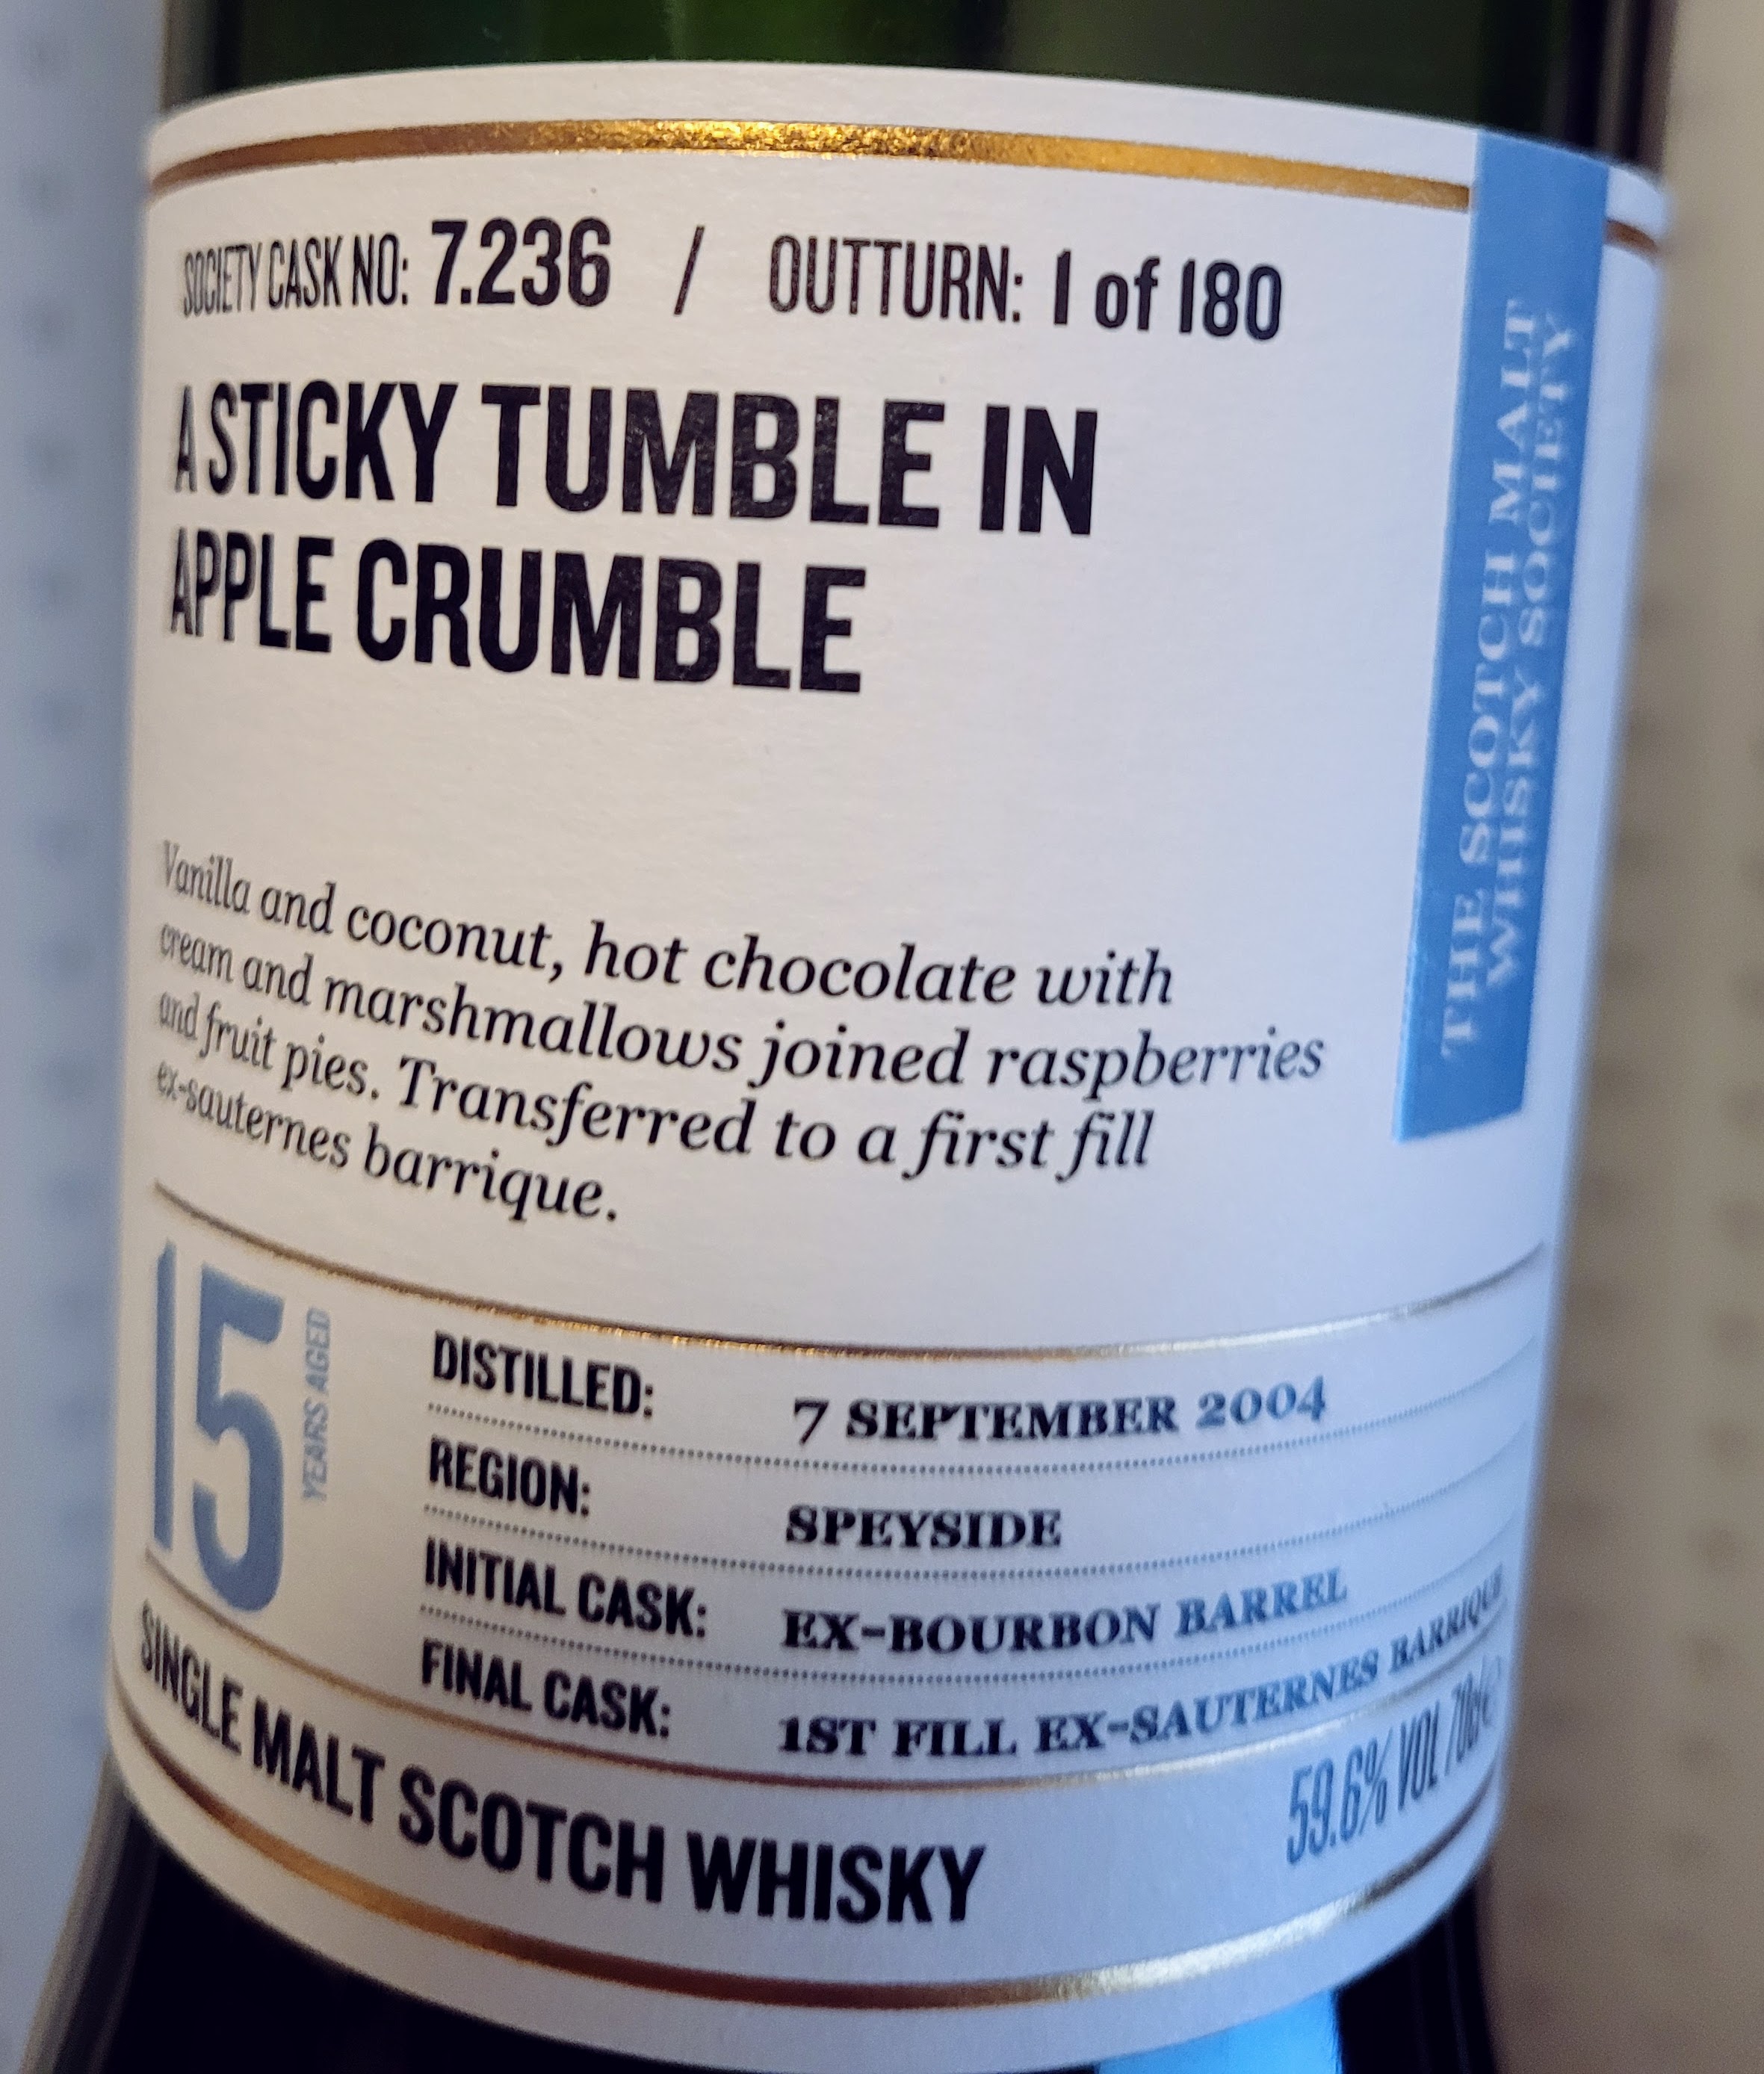 SOCIETY CASK NO: 7.236 / OUTTURN: 1 of 180
A STICKY TUMBLE IN
APPLE CRUMBLE
THE SCOTCH MALT
WHISKY SOCIETY
Vanilla and coconut, hot chocolate with
cream and marshmallows joined raspberries
and fruit pies. Transferred to a first fill
ex-sauternes barrique.
15 YEARS AGED
DISTILLED: 7 SEPTEMBER 2004
REGION: SPEYSIDE
INITIAL CASK: EX-BOURBON BARREL
FINAL CASK: 1ST FILL EX-SAUTERNES BARRIQUE
SINGLE MALT SCOTCH WHISKY 59.6% VOL 70cl e